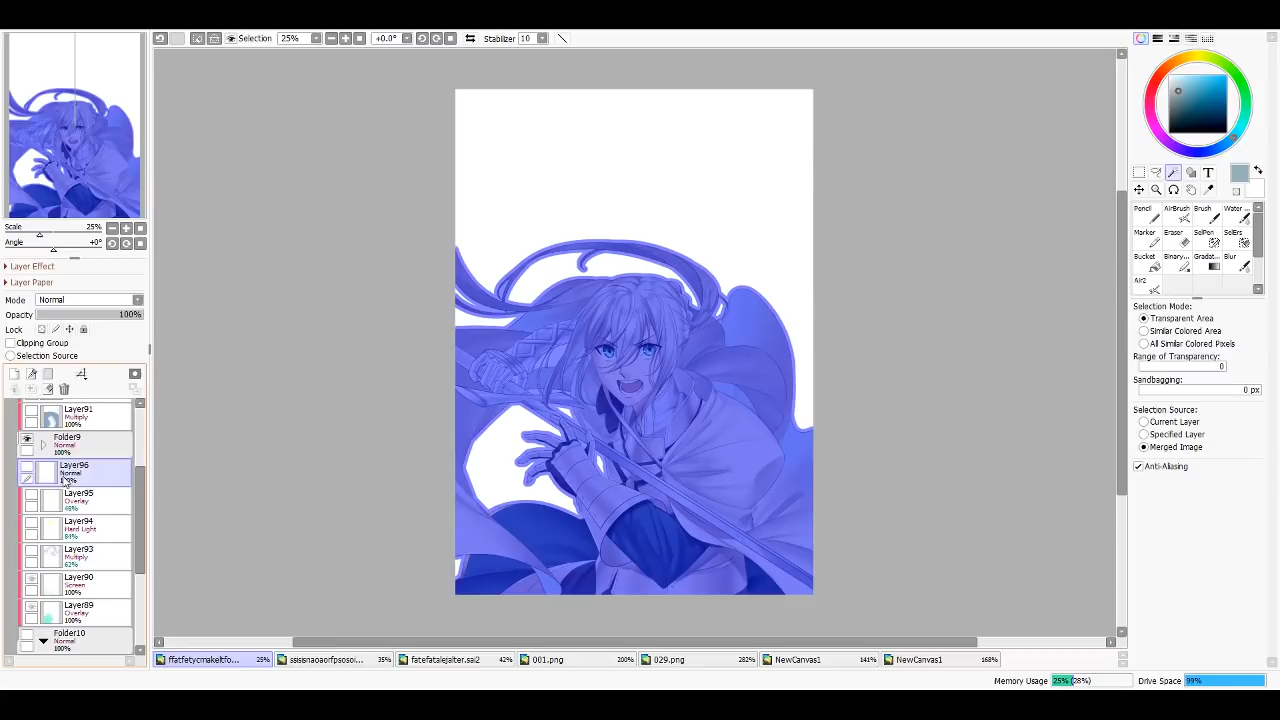 Selection
25%
+0.0°
Stabilizer 10
Scale 25%
Angle +0°
Layer Effect
Layer Paper
Mode Normal
Opacity 100%
Lock
Clipping Group
Selection Source
Layer91
Multiply
100%
Folder9
Normal
100%
Layer96
Normal
Layer95
Overlay
48%
Layer94
Hard Light
84%
Layer93
Multiply
62%
Layer90
Screen
100%
Layer89
Overlay
100%
Folder10
Normal
100%
Pencil AirBrush Brush Water ...
Marker Eraser SelPen SelErs
Bucket Binary... Gradat... Blur
Air2
Selection Mode:
Transparent Area
Similar Colored Area
All Similar Colored Pixels
Range of Transparency:
0
Sandbagging:
0 px
Selection Source:
Current Layer
Specified Layer
Merged Image
Anti-Aliasing
25%
35%
42%
001.png 200%
029.png 282%
NewCanvas1 141%
NewCanvas1 168%
Memory Usage 25% (28%)
Drive Space 99%